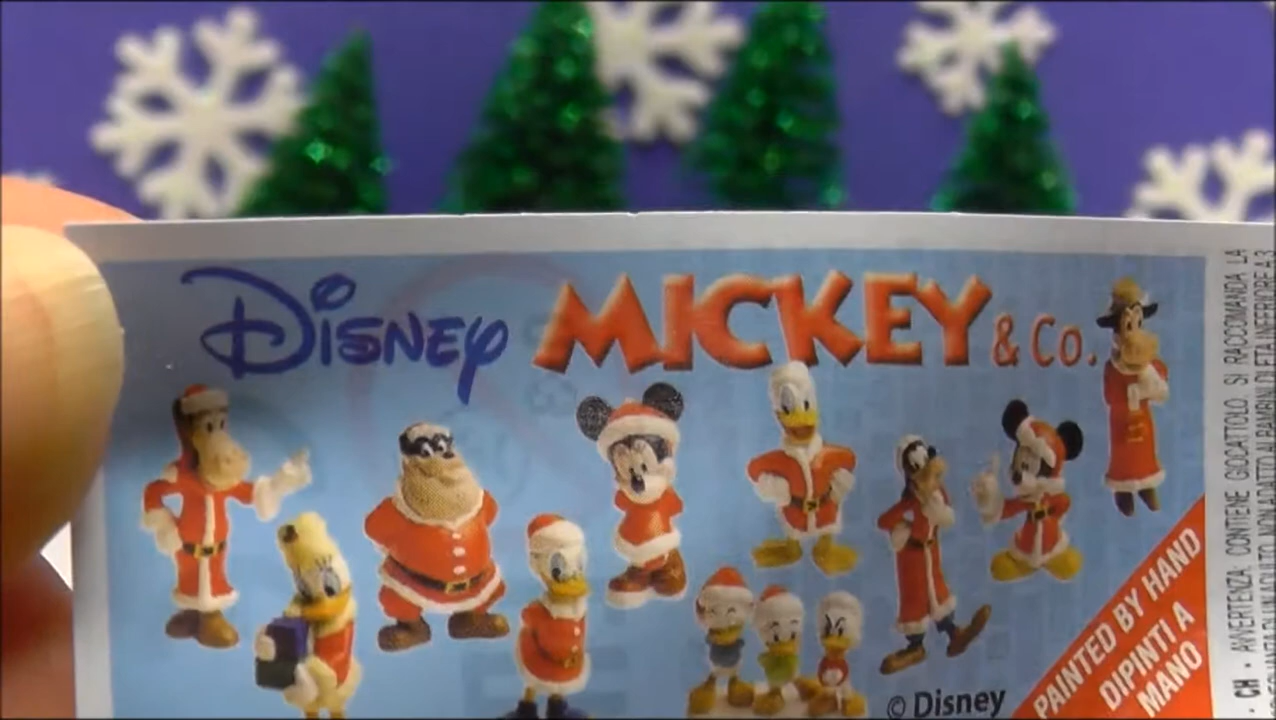 Disney MICKEY & Co.
© Disney
PAINTED BY HAND
DIPINTI A
MANO
· CH · AVVERTENZA: CONTIENE GIOCATTOLO. SI RACCOMANDA LA